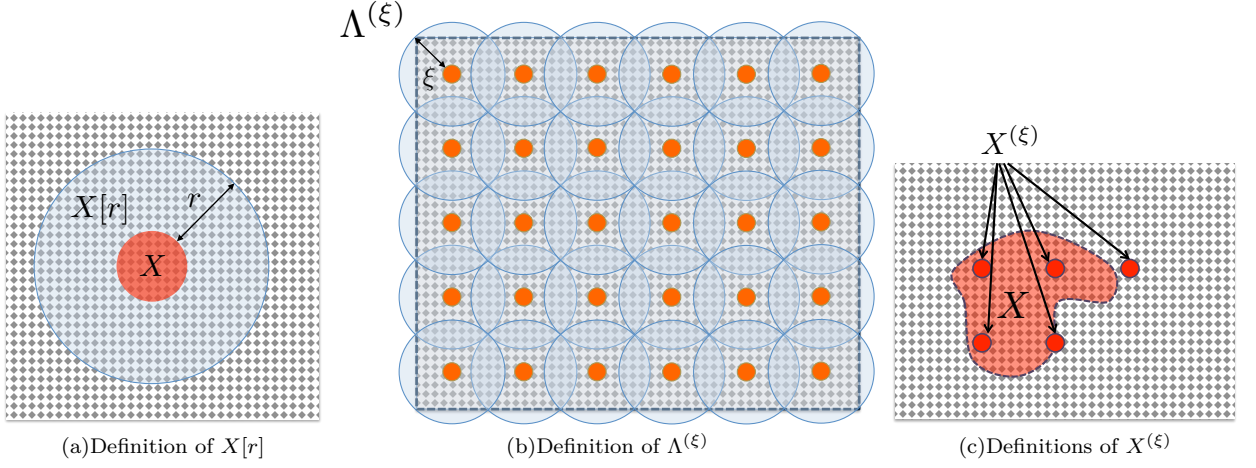 X[r]
r
X
(a)Definition of X[r]
Λ^(ξ)
ξ
(b)Definition of Λ^(ξ)
X^(ξ)
X
(c)Definitions of X^(ξ)